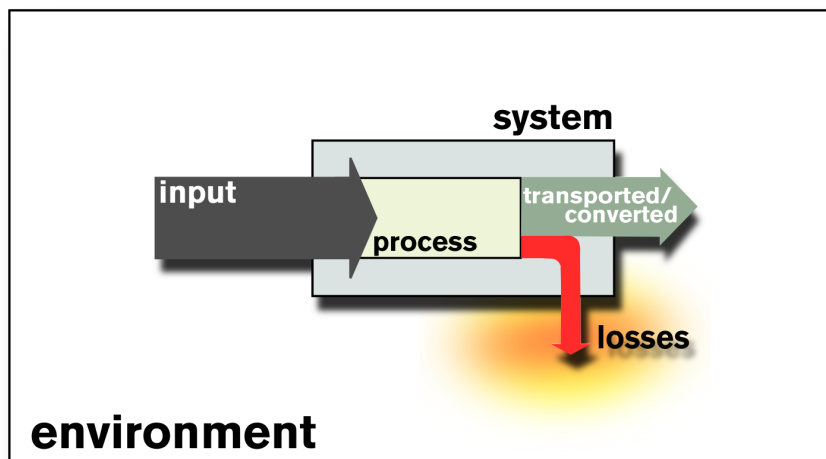 system
input
transported/
converted
process
losses
environment